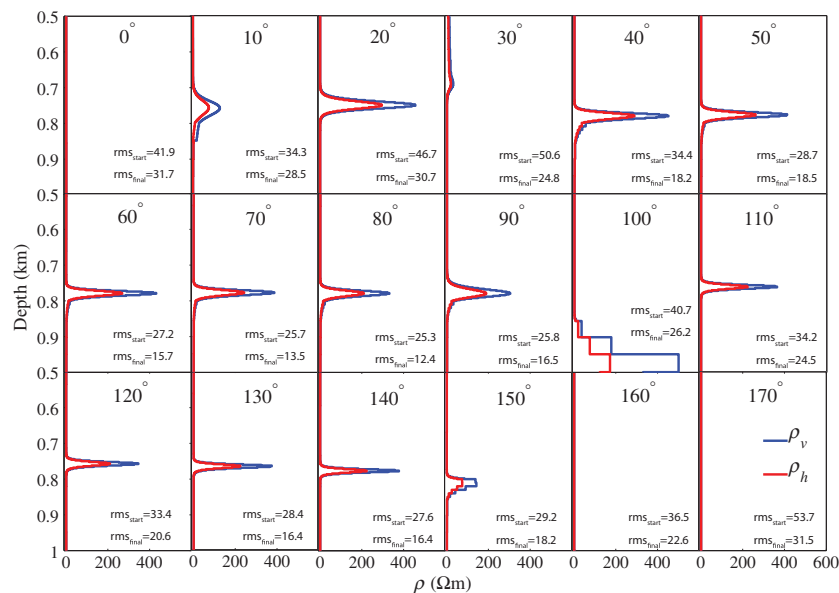 0.5
0.7
0.8
0.9
0°
10°
20°
30°
40°
50°
rms_start=41.9
rms_final=31.7
rms_start=34.3
rms_final=28.5
rms_start=46.7
rms_final=30.7
rms_start=50.6
rms_final=24.8
rms_start=34.4
rms_final=18.2
rms_start=28.7
rms_final=18.5
Depth (km)
0.5
0.7
0.8
0.9
60°
70°
80°
90°
100°
110°
rms_start=27.2
rms_final=15.7
rms_start=25.7
rms_final=13.5
rms_start=25.3
rms_final=12.4
rms_start=25.8
rms_final=16.5
rms_start=40.7
rms_final=26.2
rms_start=34.2
rms_final=24.5
0.5
0.7
0.8
0.9
1
120°
130°
140°
150°
160°
170°
ρ_v
ρ_h
rms_start=33.4
rms_final=20.6
rms_start=28.4
rms_final=16.4
rms_start=27.6
rms_final=16.4
rms_start=29.2
rms_final=18.2
rms_start=36.5
rms_final=22.6
rms_start=53.7
rms_final=31.5
0 200 400 0 200 400 0 200 400 0 200 400 0 200 400 0 200 400 600
ρ (Ωm)